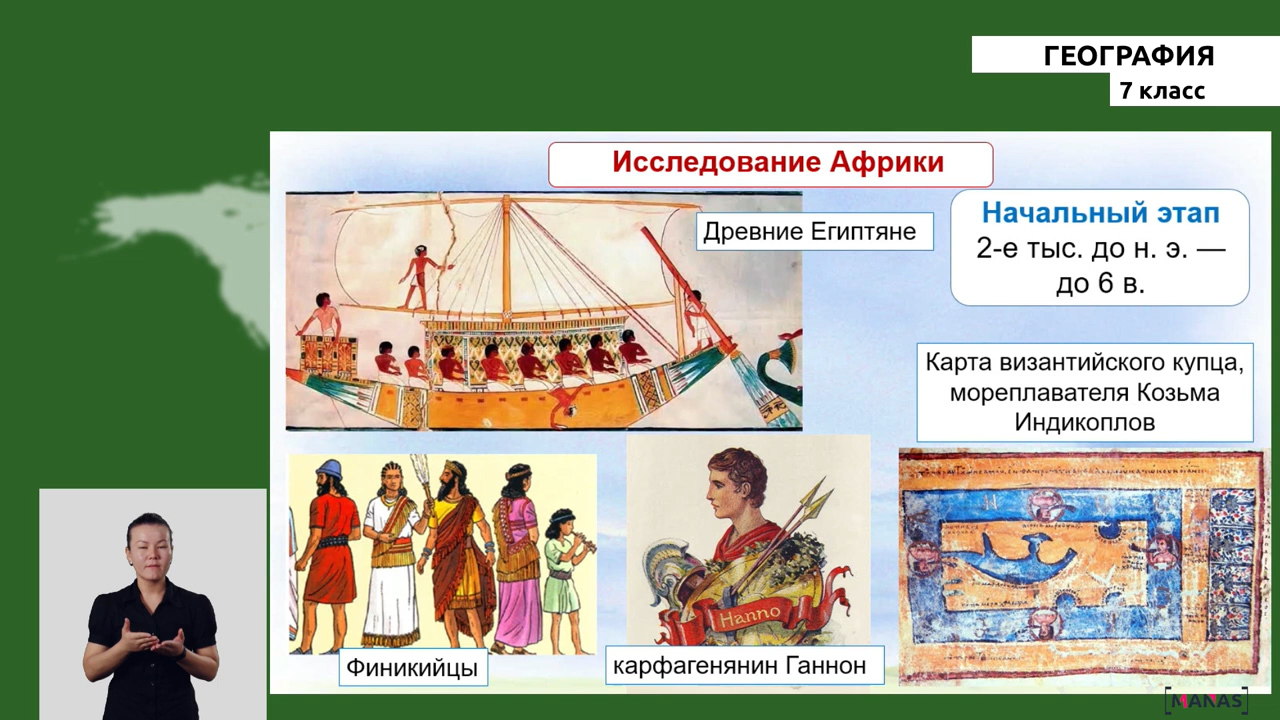 ГЕОГРАФИЯ
7 класс
Исследование Африки
Древние Египтяне
Начальный этап
2-е тыс. до н. э. —
до 6 в.
Карта византийского купца,
мореплавателя Козьма
Индикоплов
Hanno
Финикийцы
карфагенянин Ганнон
MANAS